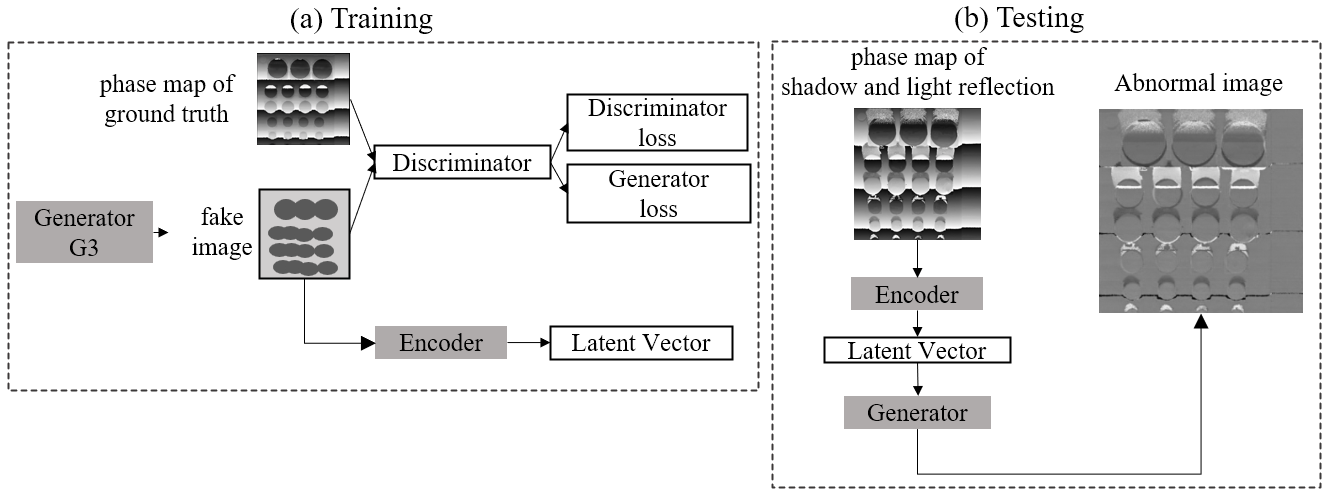 (a) Training
phase map of
ground truth
Generator
G3
fake
image
Discriminator
Discriminator
loss
Generator
loss
Encoder
Latent Vector
(b) Testing
phase map of
shadow and light reflection
Encoder
Latent Vector
Generator
Abnormal image